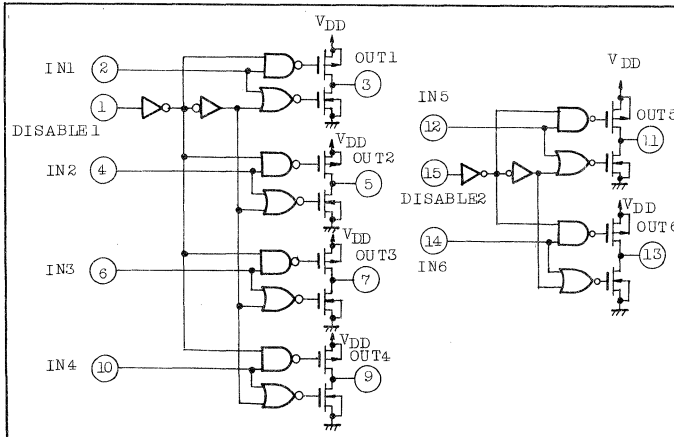 VDD
IN1 2 OUT1
3
1
DISABLE1
VDD
IN2 4 OUT2
5
VDD
IN3 6 OUT3
7
VDD
IN4 10 OUT4
9
VDD
IN5
12 OUT5
11
15
DISABLE2
VDD
14 OUT6
IN6 13